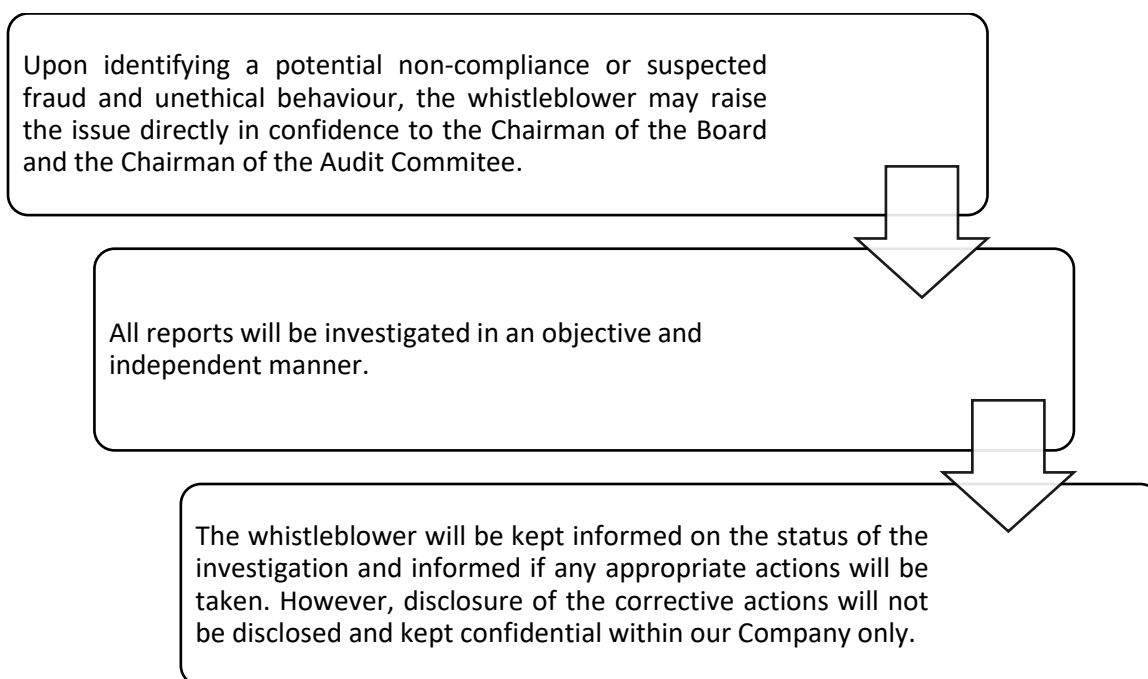 Upon identifying a potential non-compliance or suspected
fraud and unethical behaviour, the whistleblower may raise
the issue directly in confidence to the Chairman of the Board
and the Chairman of the Audit Commitee.
All reports will be investigated in an objective and
independent manner.
The whistleblower will be kept informed on the status of the
investigation and informed if any appropriate actions will be
taken. However, disclosure of the corrective actions will not
be disclosed and kept confidential within our Company only.